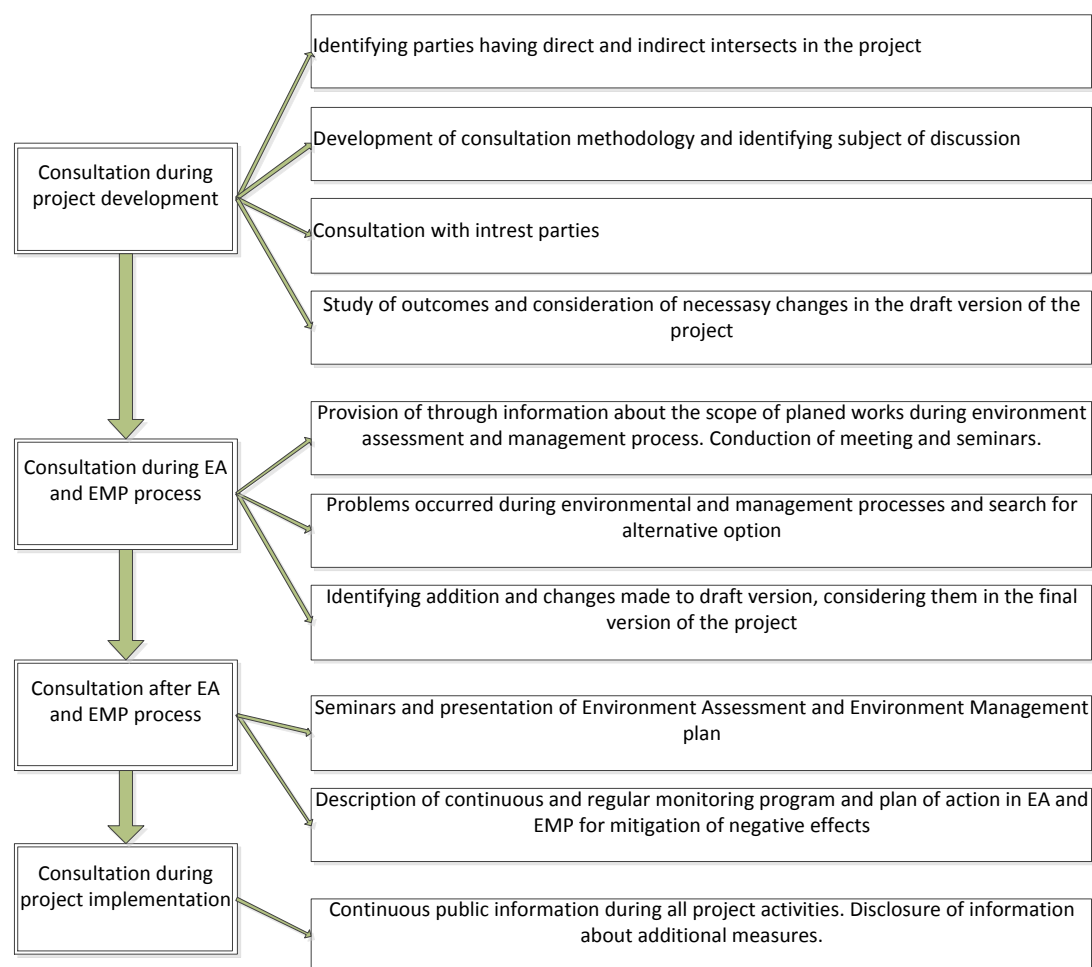 Consultation during
project development
Identifying parties having direct and indirect intersects in the project
Development of consultation methodology and identifying subject of discussion
Consultation with intrest parties
Study of outcomes and consideration of necessasy changes in the draft version of the
project
Consultation during EA
and EMP process
Provision of through information about the scope of planed works during environment
assessment and management process. Conduction of meeting and seminars.
Problems occurred during environmental and management processes and search for
alternative option
Identifying addition and changes made to draft version, considering them in the final
version of the project
Consultation after EA
and EMP process
Seminars and presentation of Environment Assessment and Environment Management
plan
Description of continuous and regular monitoring program and plan of action in EA and
EMP for mitigation of negative effects
Consultation during
project implementation
Continuous public information during all project activities. Disclosure of information
about additional measures.